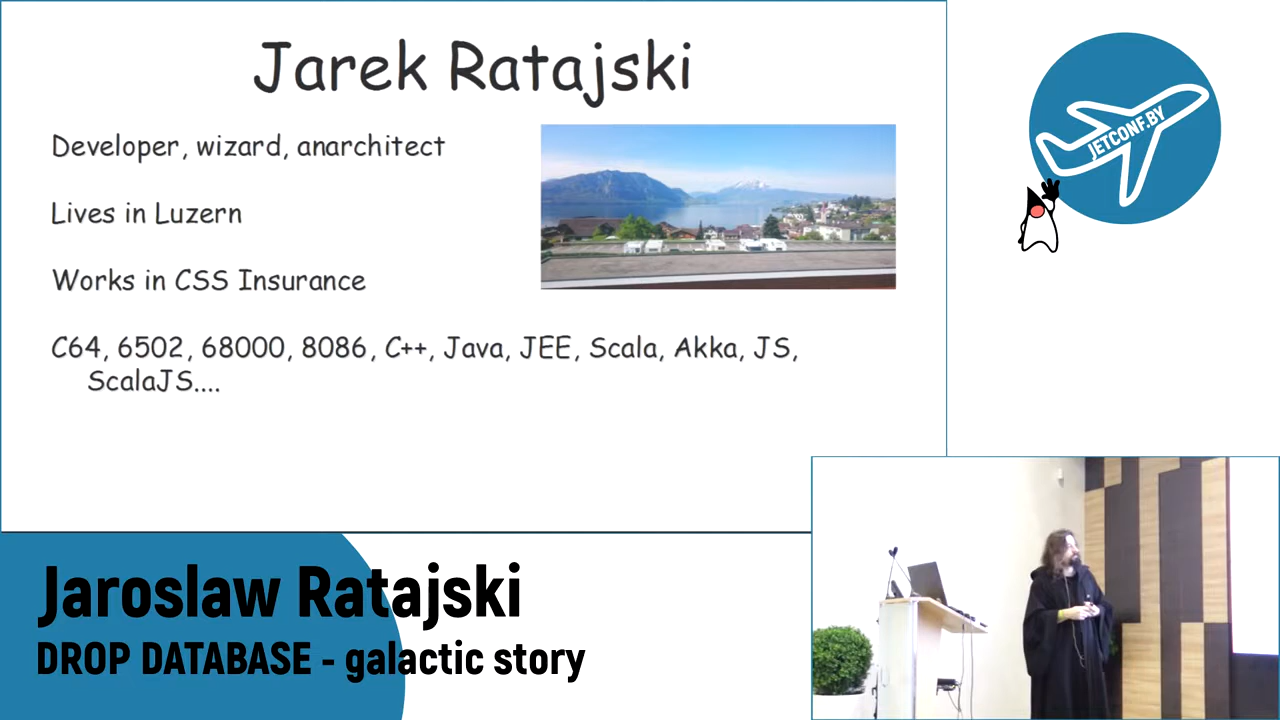 Jarek Ratajski
Developer, wizard, anarchitect
Lives in Luzern
Works in CSS Insurance
C64, 6502, 68000, 8086, C++, Java, JEE, Scala, Akka, JS,
ScalaJS....
JETCONF.BY
Jaroslaw Ratajski
DROP DATABASE - galactic story